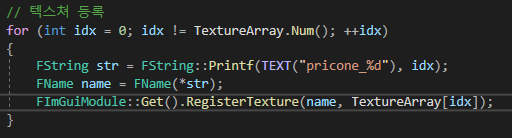 // 텍스쳐 등록
for (int idx = 0; idx != TextureArray.Num(); ++idx)
{
FString str = FString::Printf(TEXT("pricone_%d"), idx);
FName name = FName(*str);
FImGuiModule::Get().RegisterTexture(name, TextureArray[idx]);
}